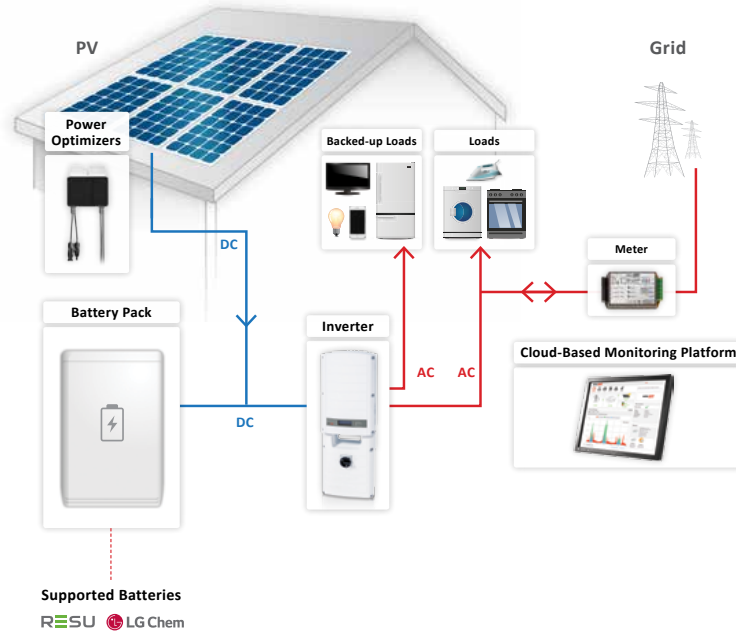 PV
Grid
Power
Optimizers
Backed-up Loads
Loads
DC
Meter
Battery Pack
Inverter
Cloud-Based Monitoring Platform
AC
AC
DC
Supported Batteries
RESU
LG Chem